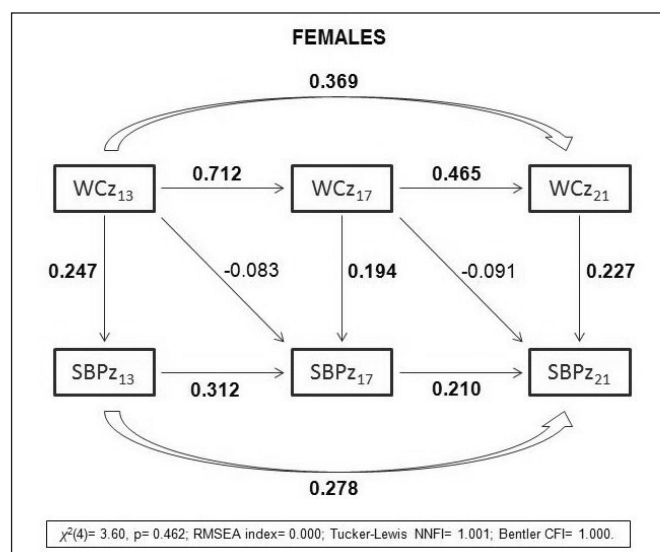 FEMALES
0.369
WCz₁₃ 0.712 WCz₁₇ 0.465 WCz₂₁
0.247 -0.083 0.194 -0.091 0.227
SBPz₁₃ 0.312 SBPz₁₇ 0.210 SBPz₂₁
0.278
χ²(4)= 3.60, p= 0.462; RMSEA index= 0.000; Tucker-Lewis NNFI= 1.001; Bentler CFI= 1.000.